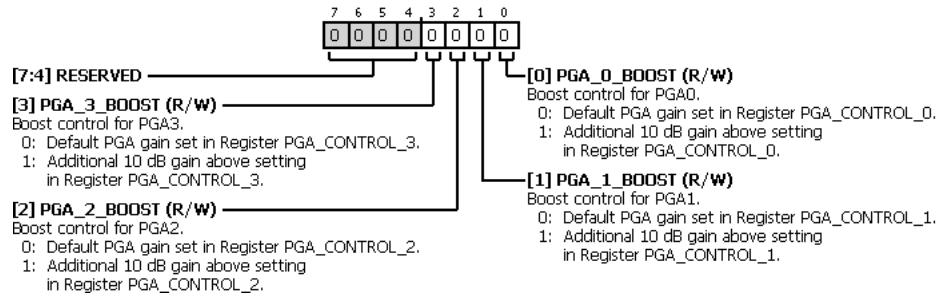 7 6 5 4 3 2 1 0
0 0 0 0 0 0 0 0
[7:4] RESERVED
[3] PGA_3_BOOST (R/W)
Boost control for PGA3.
0: Default PGA gain set in Register PGA_CONTROL_3.
1: Additional 10 dB gain above setting
in Register PGA_CONTROL_3.
[2] PGA_2_BOOST (R/W)
Boost control for PGA2.
0: Default PGA gain set in Register PGA_CONTROL_2.
1: Additional 10 dB gain above setting
in Register PGA_CONTROL_2.
[0] PGA_0_BOOST (R/W)
Boost control for PGA0.
0: Default PGA gain set in Register PGA_CONTROL_0.
1: Additional 10 dB gain above setting
in Register PGA_CONTROL_0.
[1] PGA_1_BOOST (R/W)
Boost control for PGA1.
0: Default PGA gain set in Register PGA_CONTROL_1.
1: Additional 10 dB gain above setting
in Register PGA_CONTROL_1.